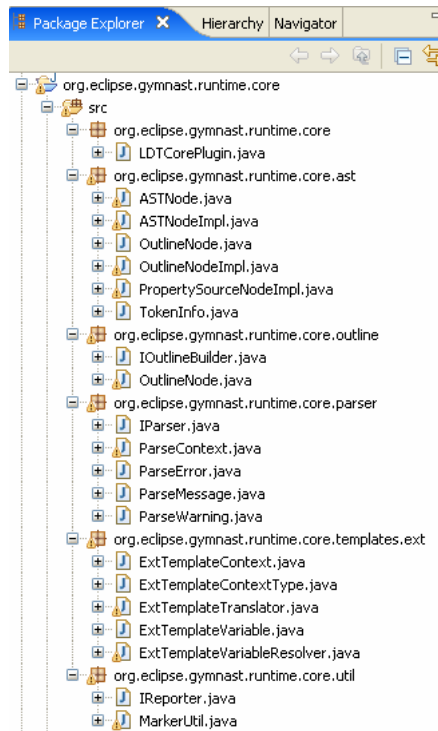 Package Explorer Hierarchy Navigator
org.eclipse.gymnast.runtime.core
src
org.eclipse.gymnast.runtime.core
LDTCorePlugin.java
org.eclipse.gymnast.runtime.core.ast
ASTNode.java
ASTNodeImpl.java
OutlineNode.java
OutlineNodeImpl.java
PropertySourceNodeImpl.java
TokenInfo.java
org.eclipse.gymnast.runtime.core.outline
IOutlineBuilder.java
OutlineNode.java
org.eclipse.gymnast.runtime.core.parser
IParser.java
ParseContext.java
ParseError.java
ParseMessage.java
ParseWarning.java
org.eclipse.gymnast.runtime.core.templates.ext
ExtTemplateContext.java
ExtTemplateContextType.java
ExtTemplateTranslator.java
ExtTemplateVariable.java
ExtTemplateVariableResolver.java
org.eclipse.gymnast.runtime.core.util
IReporter.java
MarkerUtil.java